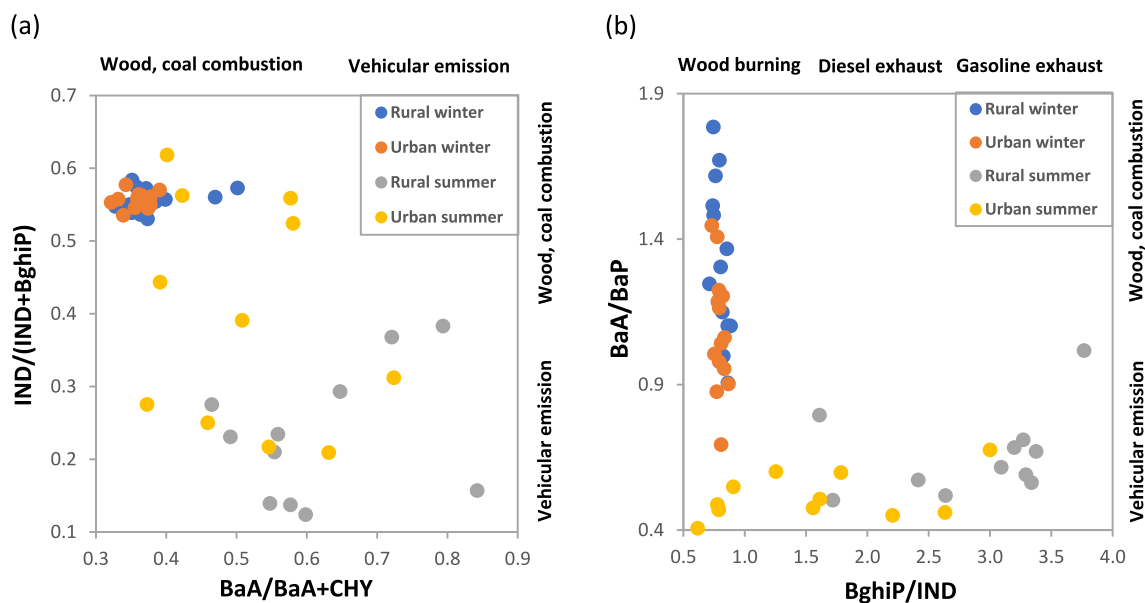 (a)
Wood, coal combustion Vehicular emission
0.7
0.6
0.5
0.4
0.3
0.2
0.1
IND/(IND+BghiP)
Rural winter
Urban winter
Rural summer
Urban summer
Wood, coal combustion
Vehicular emission
0.3 0.4 0.5 0.6 0.7 0.8 0.9
BaA/BaA+CHY
(b)
Wood burning Diesel exhaust Gasoline exhaust
1.9
1.4
0.9
0.4
BaA/BaP
Rural winter
Urban winter
Rural summer
Urban summer
Wood, coal combustion
Vehicular emission
0.5 1.0 1.5 2.0 2.5 3.0 3.5 4.0
BghiP/IND